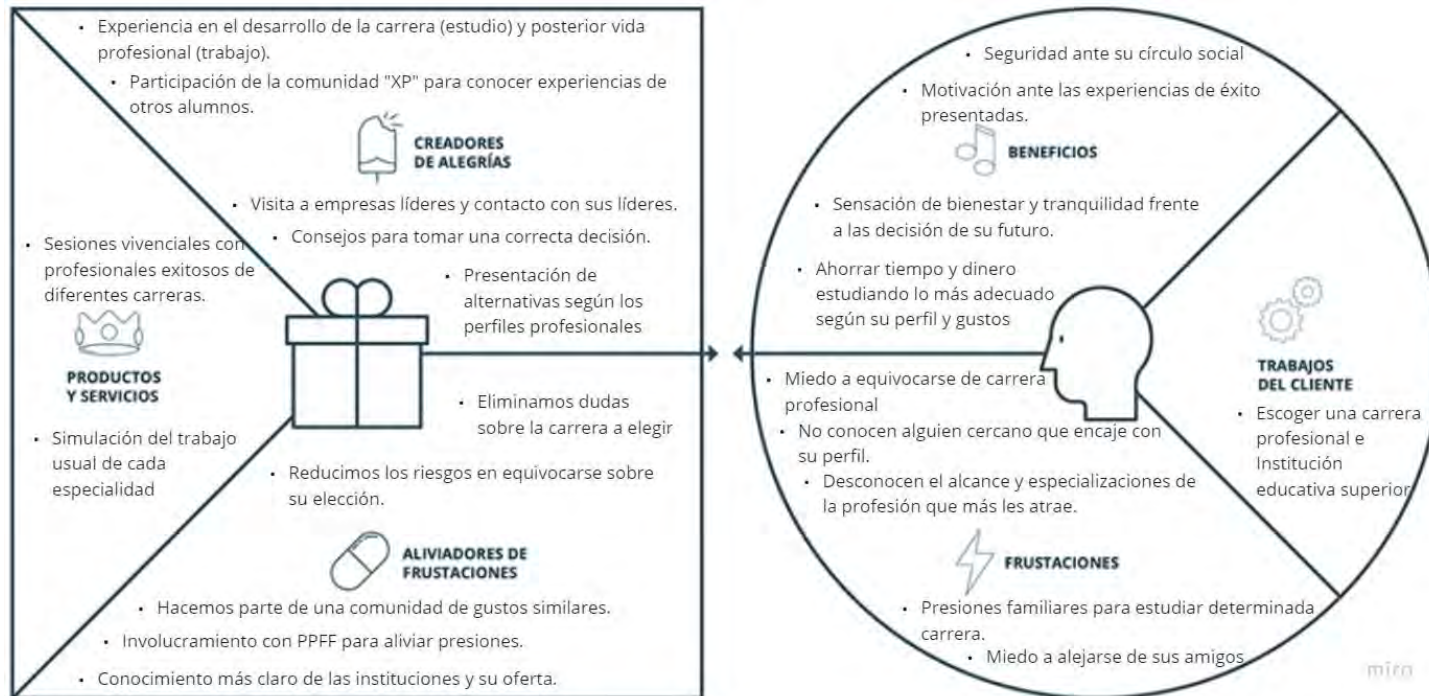 • Experiencia en el desarrollo de la carrera (estudio) y posterior vida
profesional (trabajo).
• Participación de la comunidad "XP" para conocer experiencias de
otros alumnos.
CREADORES
DE ALEGRÍAS
• Visita a empresas líderes y contacto con sus líderes.
• Consejos para tomar una correcta decisión.
• Presentación de
alternativas según los
perfiles profesionales
• Sesiones vivenciales con
profesionales exitosos de
diferentes carreras.
PRODUCTOS
Y SERVICIOS
• Simulación del trabajo
usual de cada
especialidad
• Eliminamos dudas
sobre la carrera a elegir
• Reducimos los riesgos en equivocarse sobre
su elección.
ALIVIADORES DE
FRUSTACIONES
• Hacemos parte de una comunidad de gustos similares.
• Involucramiento con PPFF para aliviar presiones.
• Conocimiento más claro de las instituciones y su oferta.
• Seguridad ante su círculo social
• Motivación ante las experiencias de éxito
presentadas.
BENEFICIOS
• Sensación de bienestar y tranquilidad frente
a las decisión de su futuro.
• Ahorrar tiempo y dinero
estudiando lo más adecuado
según su perfil y gustos
TRABAJOS
DEL CLIENTE
• Escoger una carrera
profesional e
Institución
educativa superior
• Miedo a equivocarse de carrera
profesional
• No conocen alguien cercano que encaje con
su perfil.
• Desconocen el alcance y especializaciones de
la profesión que más les atrae.
FRUSTACIONES
• Presiones familiares para estudiar determinada
carrera.
• Miedo a alejarse de sus amigos
miro